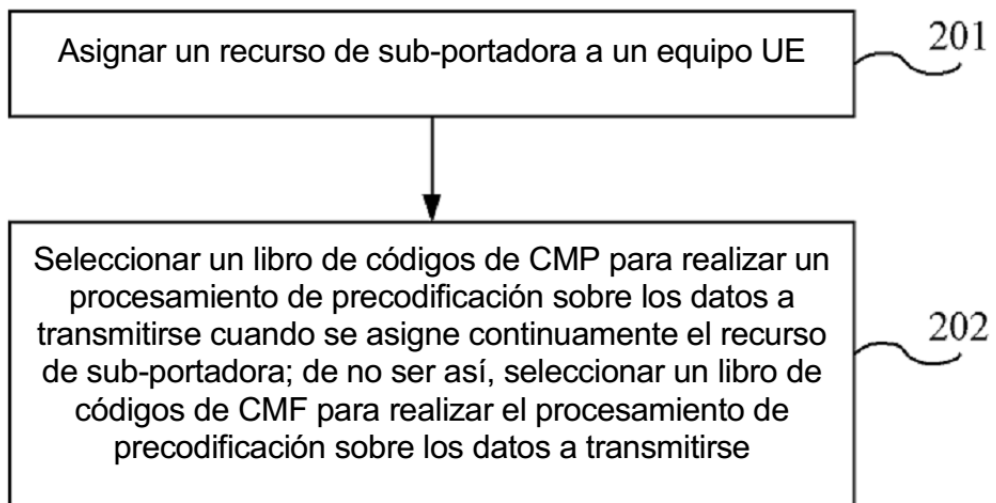 Asignar un recurso de sub-portadora a un equipo UE
201
Seleccionar un libro de códigos de CMP para realizar un
procesamiento de precodificación sobre los datos a
transmitirse cuando se asigne continuamente el recurso
de sub-portadora; de no ser así, seleccionar un libro de
códigos de CMF para realizar el procesamiento de
precodificación sobre los datos a transmitirse
202